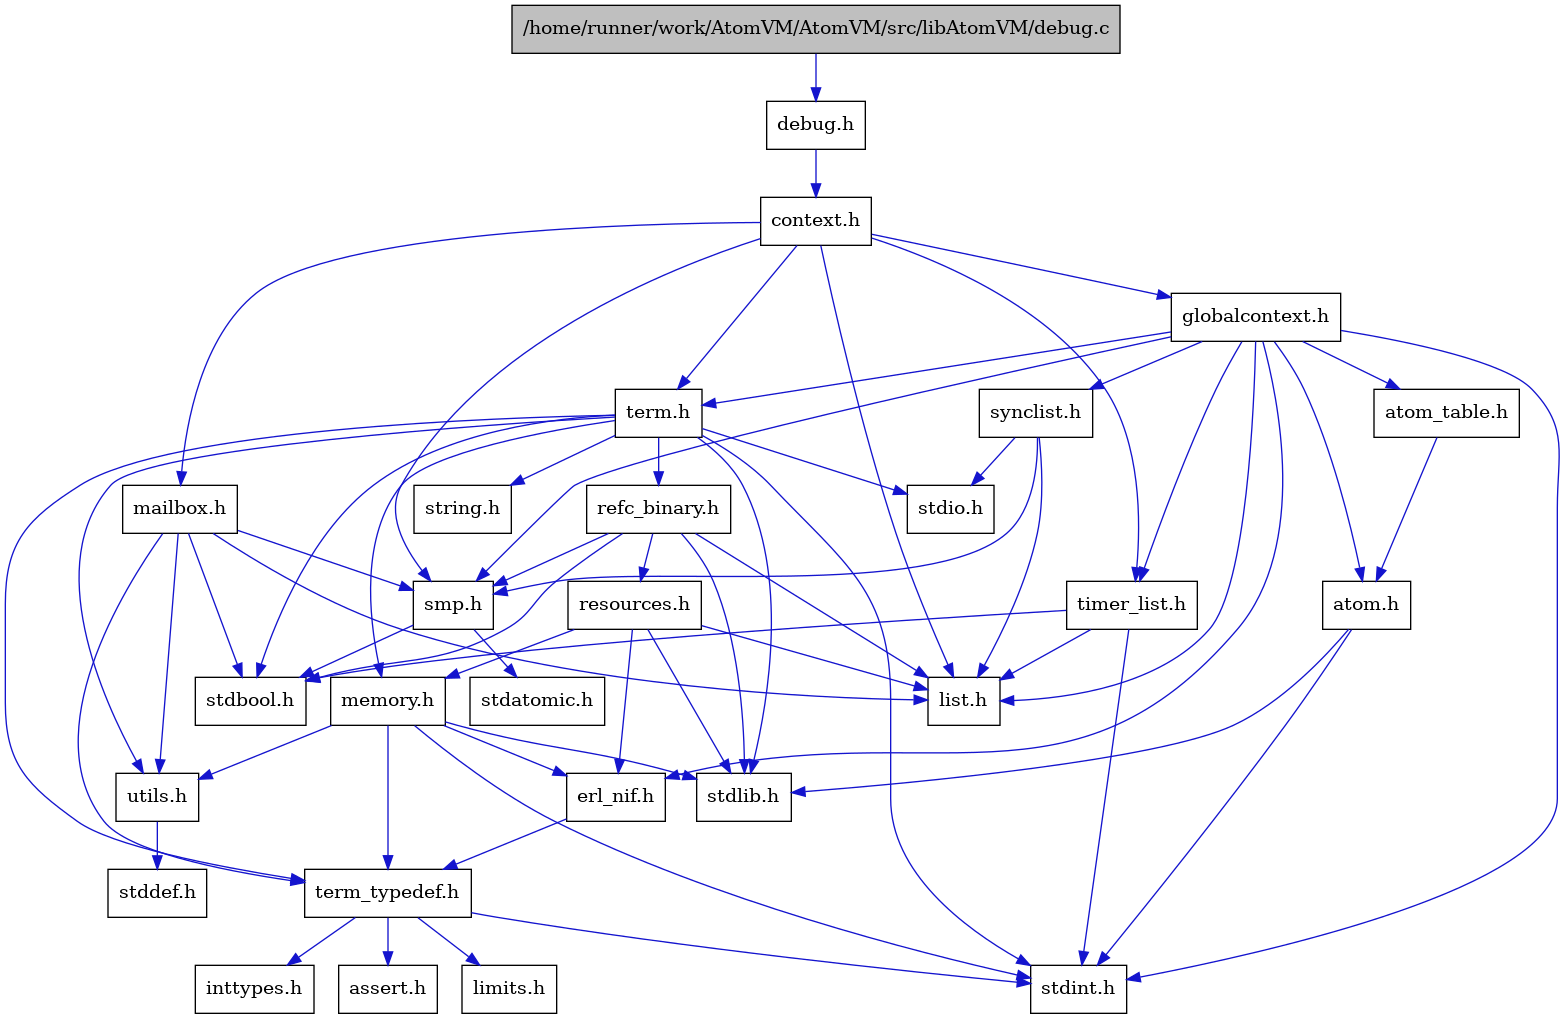 /home/runner/work/AtomVM/AtomVM/src/libAtomVM/debug.c
debug.h
context.h
globalcontext.h
term.h
synclist.h
atom_table.h
mailbox.h
string.h
refc_binary.h
stdio.h
smp.h
resources.h
timer_list.h
atom.h
stdbool.h
memory.h
stdatomic.h
list.h
utils.h
erl_nif.h
stdlib.h
stddef.h
term_typedef.h
inttypes.h
assert.h
limits.h
stdint.h